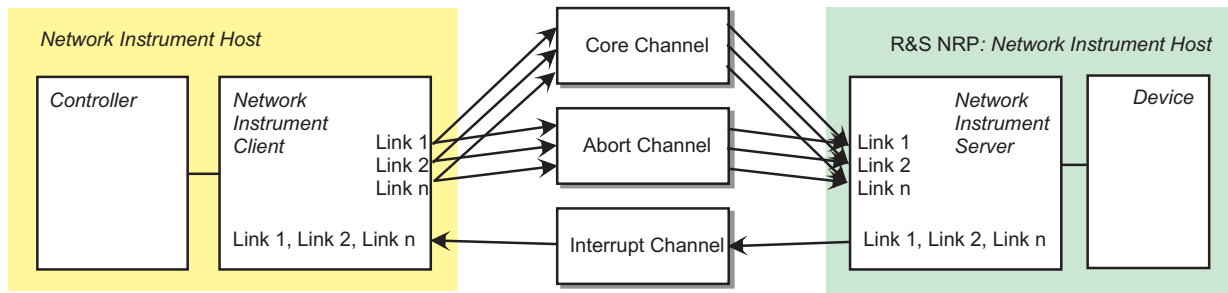 Network Instrument Host
Controller
Network
Instrument
Client
Link 1
Link 2
Link n
Link 1, Link 2, Link n
Core Channel
Abort Channel
Interrupt Channel
R&S NRP: Network Instrument Host
Network
Instrument
Server
Link 1
Link 2
Link n
Link 1, Link 2, Link n
Device